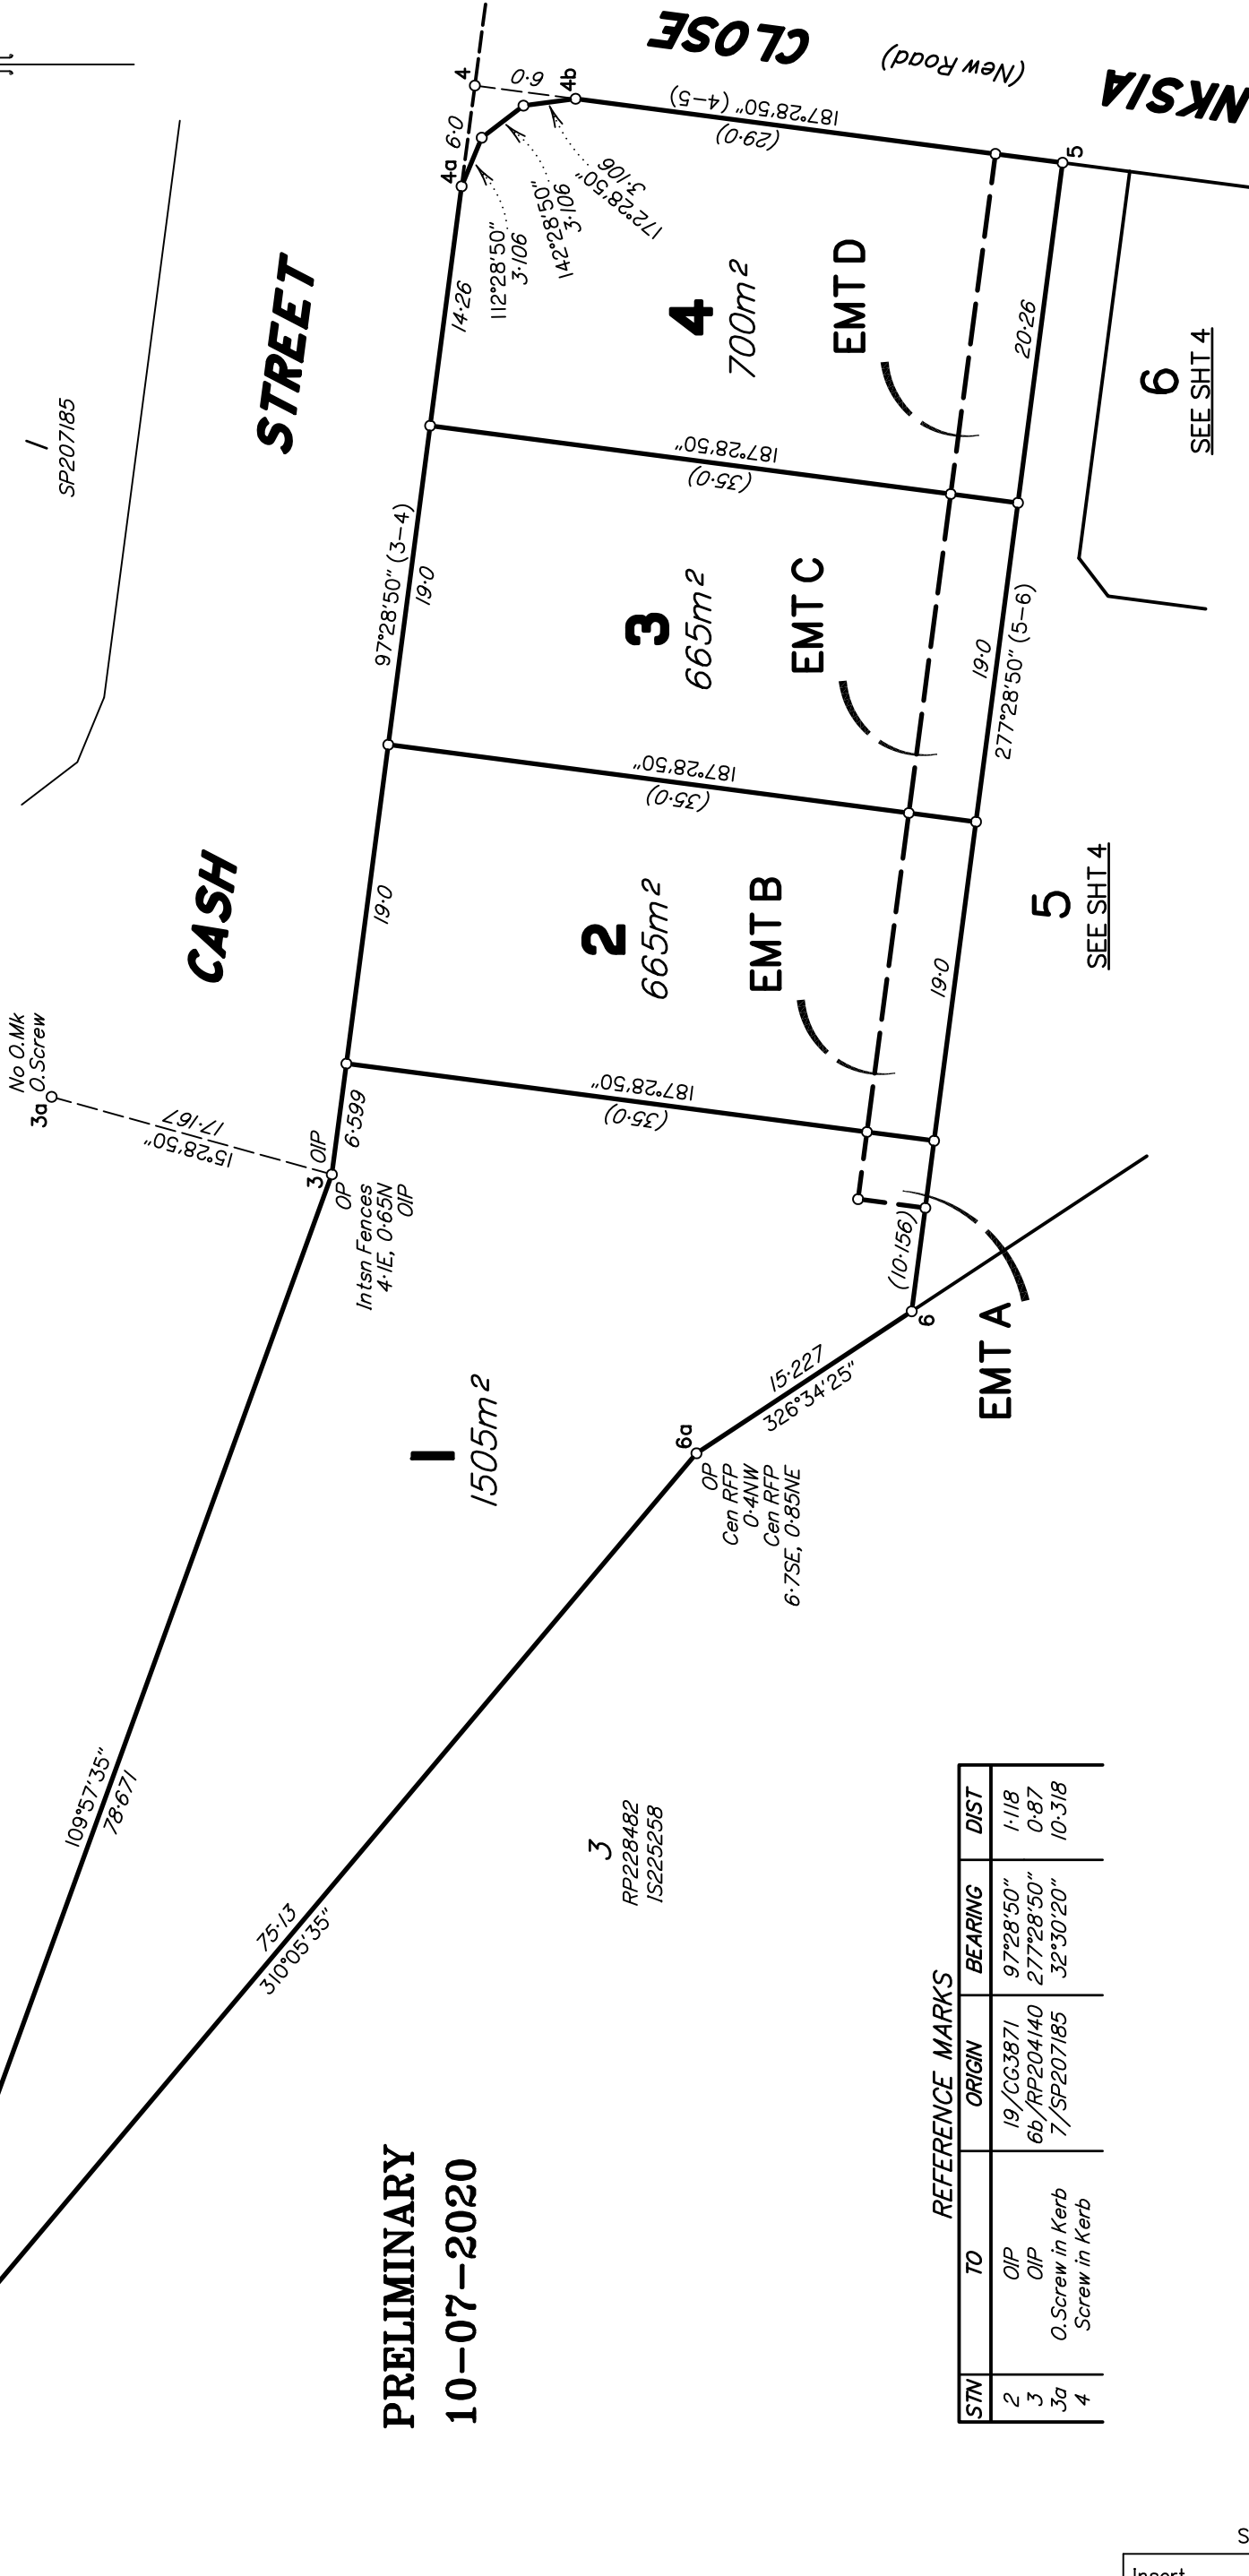 1
SP207185
CASH STREET
CLOSE
(New Road)
NKSIA
No O.Mk
O.Screw
3a
15°28'50"
17·167
3
OIP
OP
Intsn Fences
4·1E, 0·65N
OIP
6·599
19·0
97°28'50" (3–4)
19·0
14·26
4a
6·0
4
6·0
4b
112°28'50"
3·106
142°28'50"
3·106
172°28'50"
3·106
187°28'50" (4–5)
(29·0)
5
109°57'35"
78·671
75·13
310°05'35"
1
1505m²
187°28'50"
(35·0)
2
665m²
187°28'50"
(35·0)
3
665m²
187°28'50"
(35·0)
4
700m²
EMT B
EMT C
EMT D
20·26
19·0
277°28'50" (5–6)
19·0
(10·156)
6
EMT A
15·227
326°34'25"
6a
OP
Cen RFP
0·4NW
Cen RFP
6·7SE, 0·85NE
5
SEE SHT 4
6
SEE SHT 4
3
RP228482
IS225258
PRELIMINARY
10-07-2020
REFERENCE MARKS
STN TO ORIGIN BEARING DIST
2 OIP 19/CG3871 97°28'50" 1·118
3 OIP 6b/RP204140 277°28'50" 0·87
3a O.Screw in Kerb 7/SP207185 32°30'20" 10·318
4 Screw in Kerb